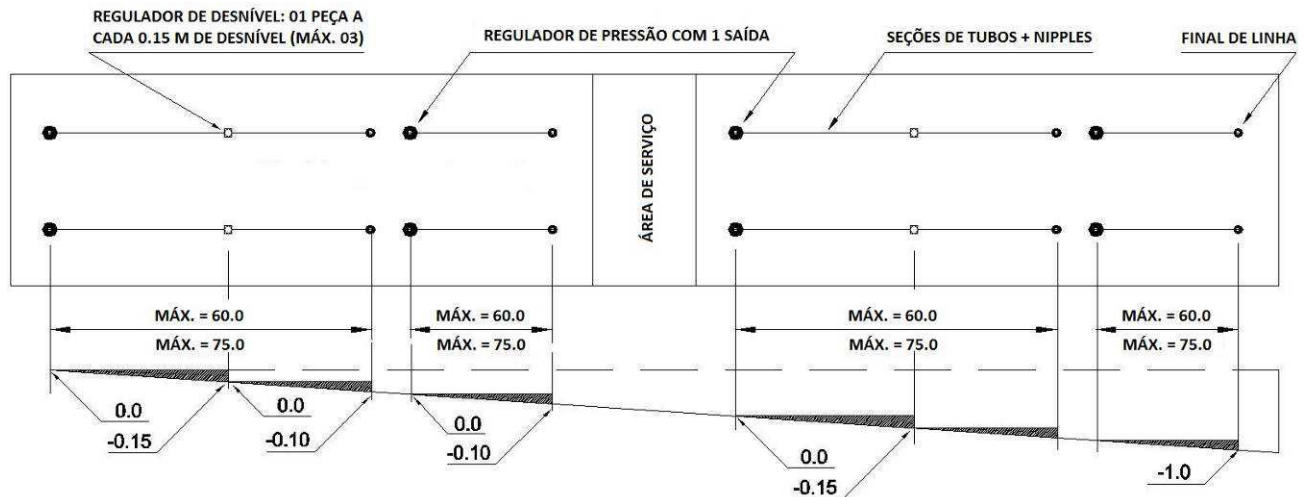 REGULADOR DE DESNÍVEL: 01 PEÇA A
CADA 0.15 M DE DESNÍVEL (MÁX. 03)
REGULADOR DE PRESSÃO COM 1 SAÍDA
SEÇÕES DE TUBOS + NIPPLES
FINAL DE LINHA
ÁREA DE SERVIÇO
MÁX. = 60.0
MÁX. = 75.0
MÁX. = 60.0
MÁX. = 75.0
MÁX. = 60.0
MÁX. = 75.0
MÁX. = 60.0
MÁX. = 75.0
0.0
-0.15
0.0
-0.10
0.0
-0.10
0.0
-0.15
-1.0